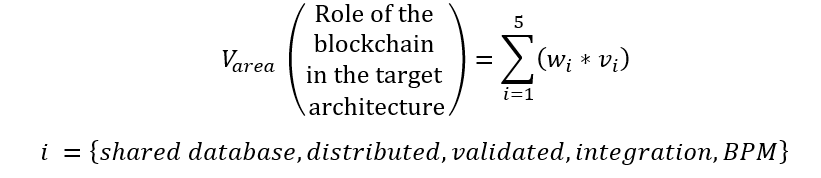 Role of the
blockchain
in the target
architecture
V_area ( ) = ∑ (w_i * v_i)
5
i=1
i = {shared database, distributed, validated, integration, BPM}